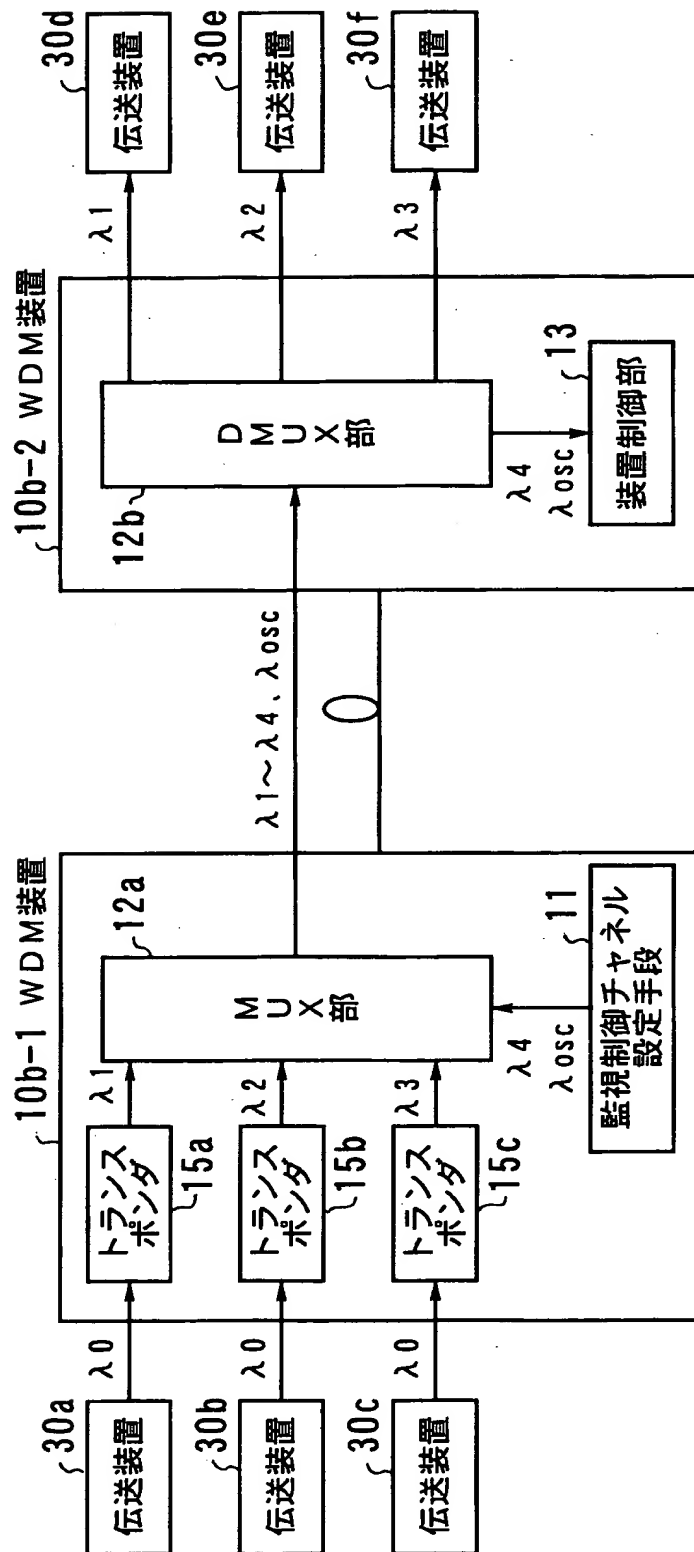 10b-1 WDM装置
30a
伝送装置
λ0
トランス
ポンダ
15a
λ1
30b
伝送装置
λ0
トランス
ポンダ
15b
λ2
30c
伝送装置
λ0
トランス
ポンダ
15c
λ3
12a
MUX部
λ4
λosc
11
監視制御チャネル
設定手段
λ1～λ4、λosc
10b-2 WDM装置
12b
DMUX部
λ4
λosc
13
装置制御部
λ1
30d
伝送装置
λ2
30e
伝送装置
λ3
30f
伝送装置